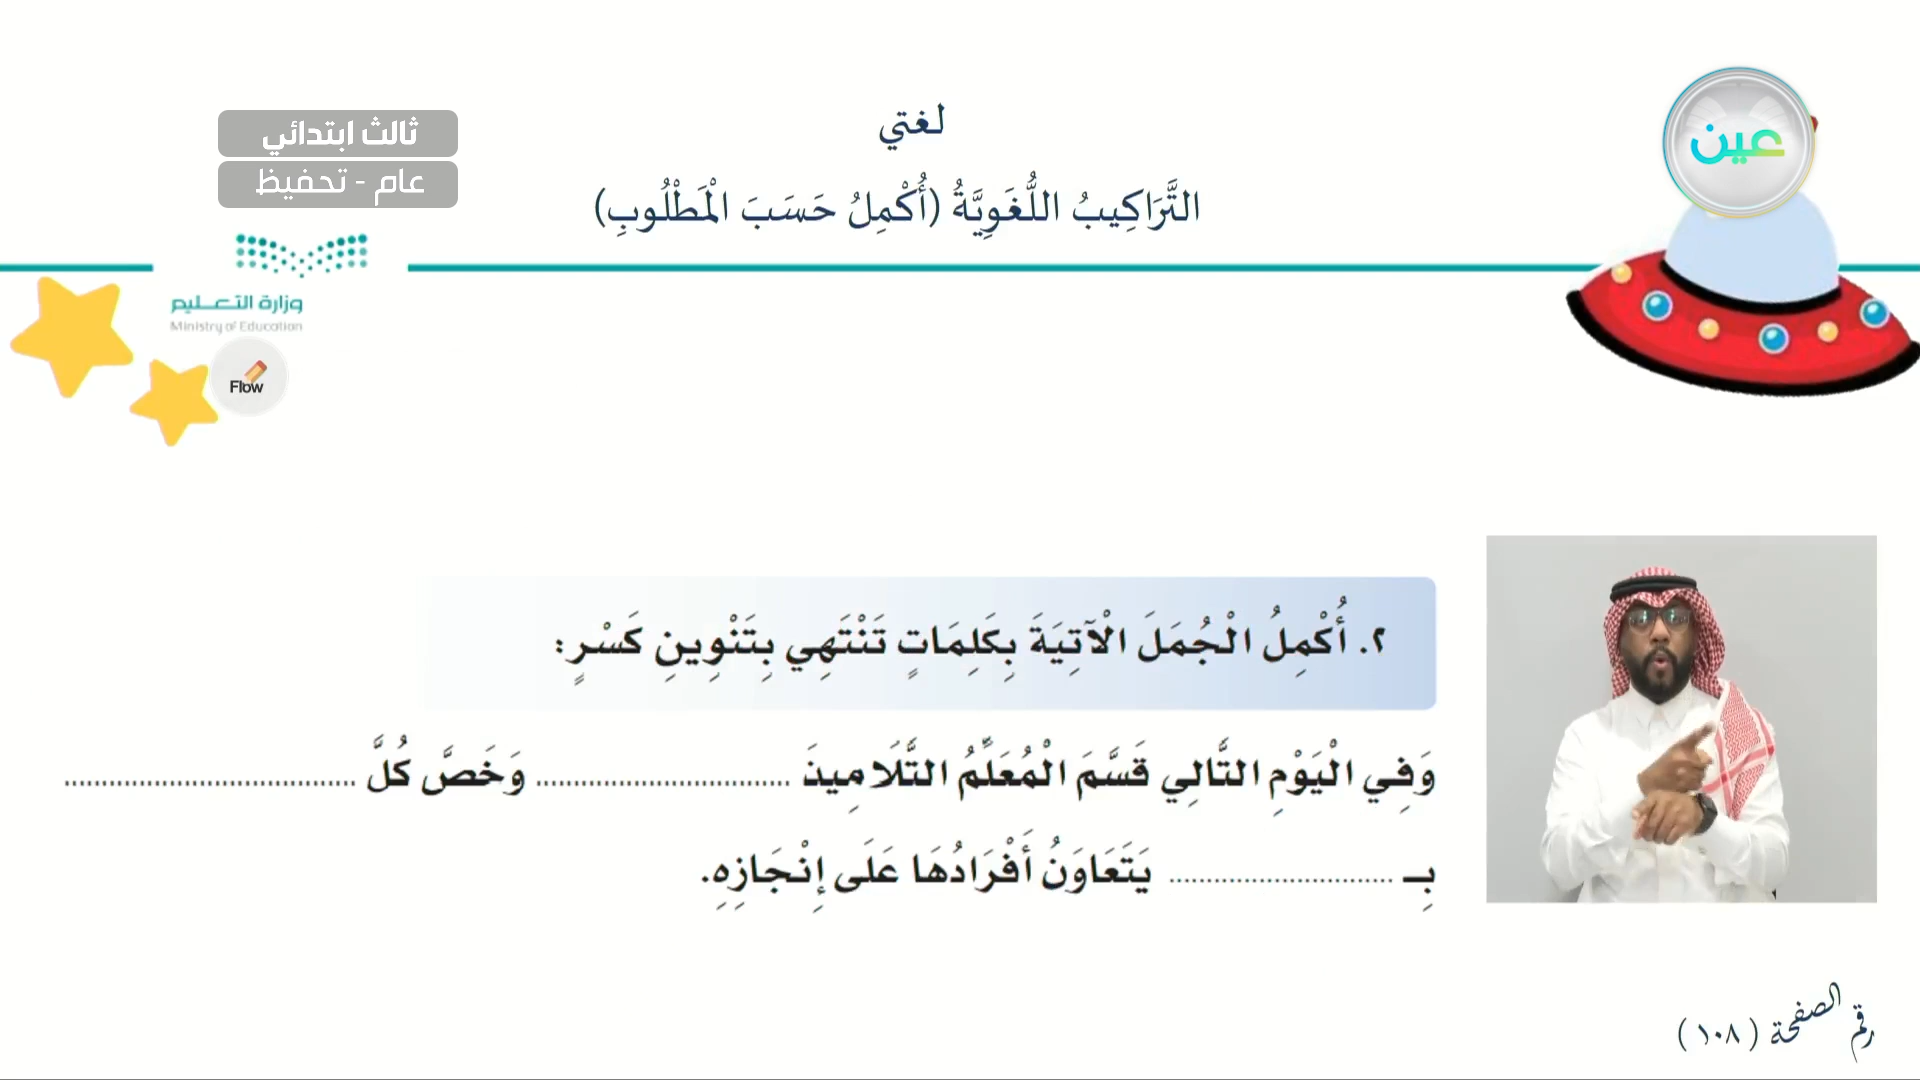 لغتي
التَّرَاكِيبُ اللُّغَوِيَّةُ (أُكْمِلُ حَسَبَ الْمَطْلُوبِ)
عين
ثالث ابتدائي
عام - تحفيظ
وزارة التعليم
Ministry of Education
Flow
٢. أُكْمِلُ الْجُمَلَ الْآتِيَةَ بِكَلِمَاتٍ تَنْتَهِي بِتَنْوِينِ كَسْرٍ:
وَفِي الْيَوْمِ التَّالِي قَسَّمَ الْمُعَلِّمُ التَّلَامِيذَ .................................. وَخَصَّ كُلَّ ......................................
بِـ .............................. يَتَعَاوَنُ أَفْرَادُهَا عَلَى إِنْجَازِهِ.
رقم الصفحة (١٠٨)